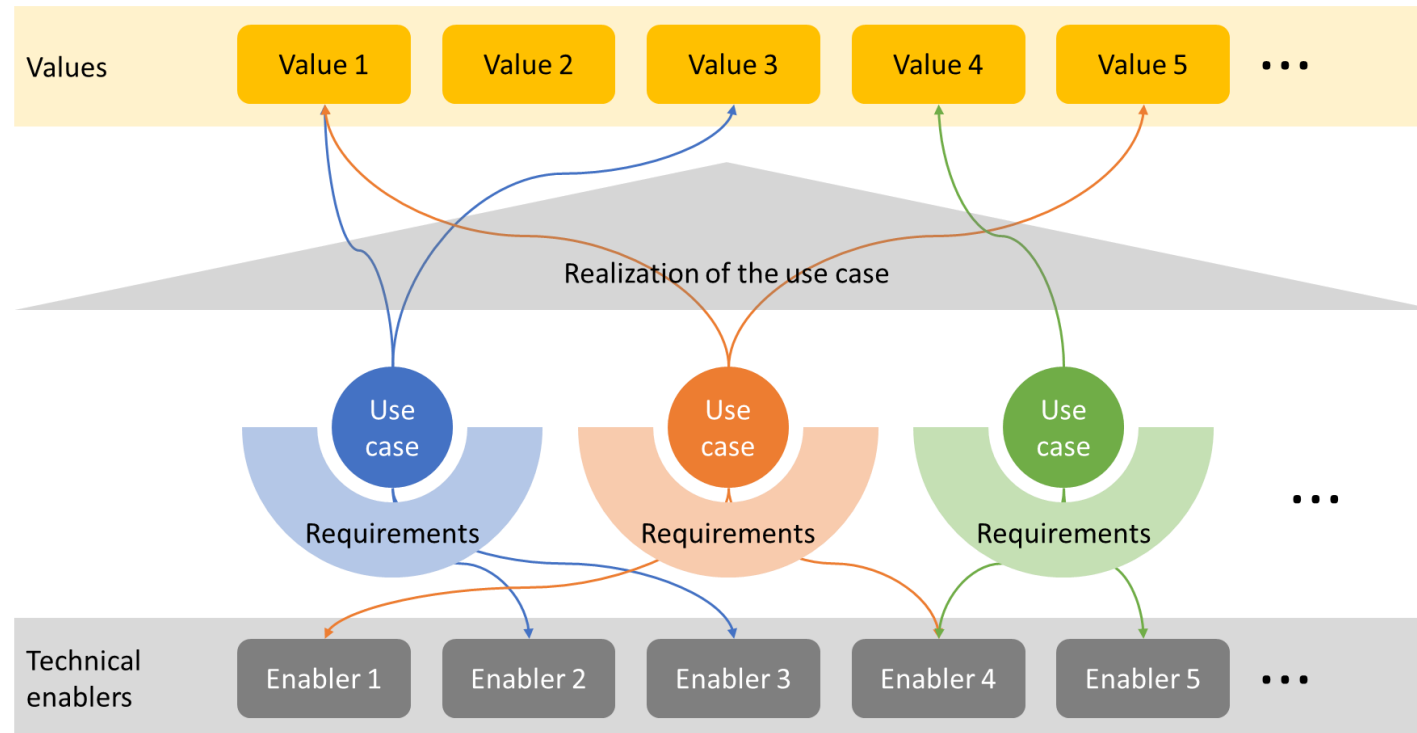 Values
Value 1
Value 2
Value 3
Value 4
Value 5
...
Realization of the use case
Use
case
Use
case
Use
case
Requirements
Requirements
Requirements
...
Technical
enablers
Enabler 1
Enabler 2
Enabler 3
Enabler 4
Enabler 5
...